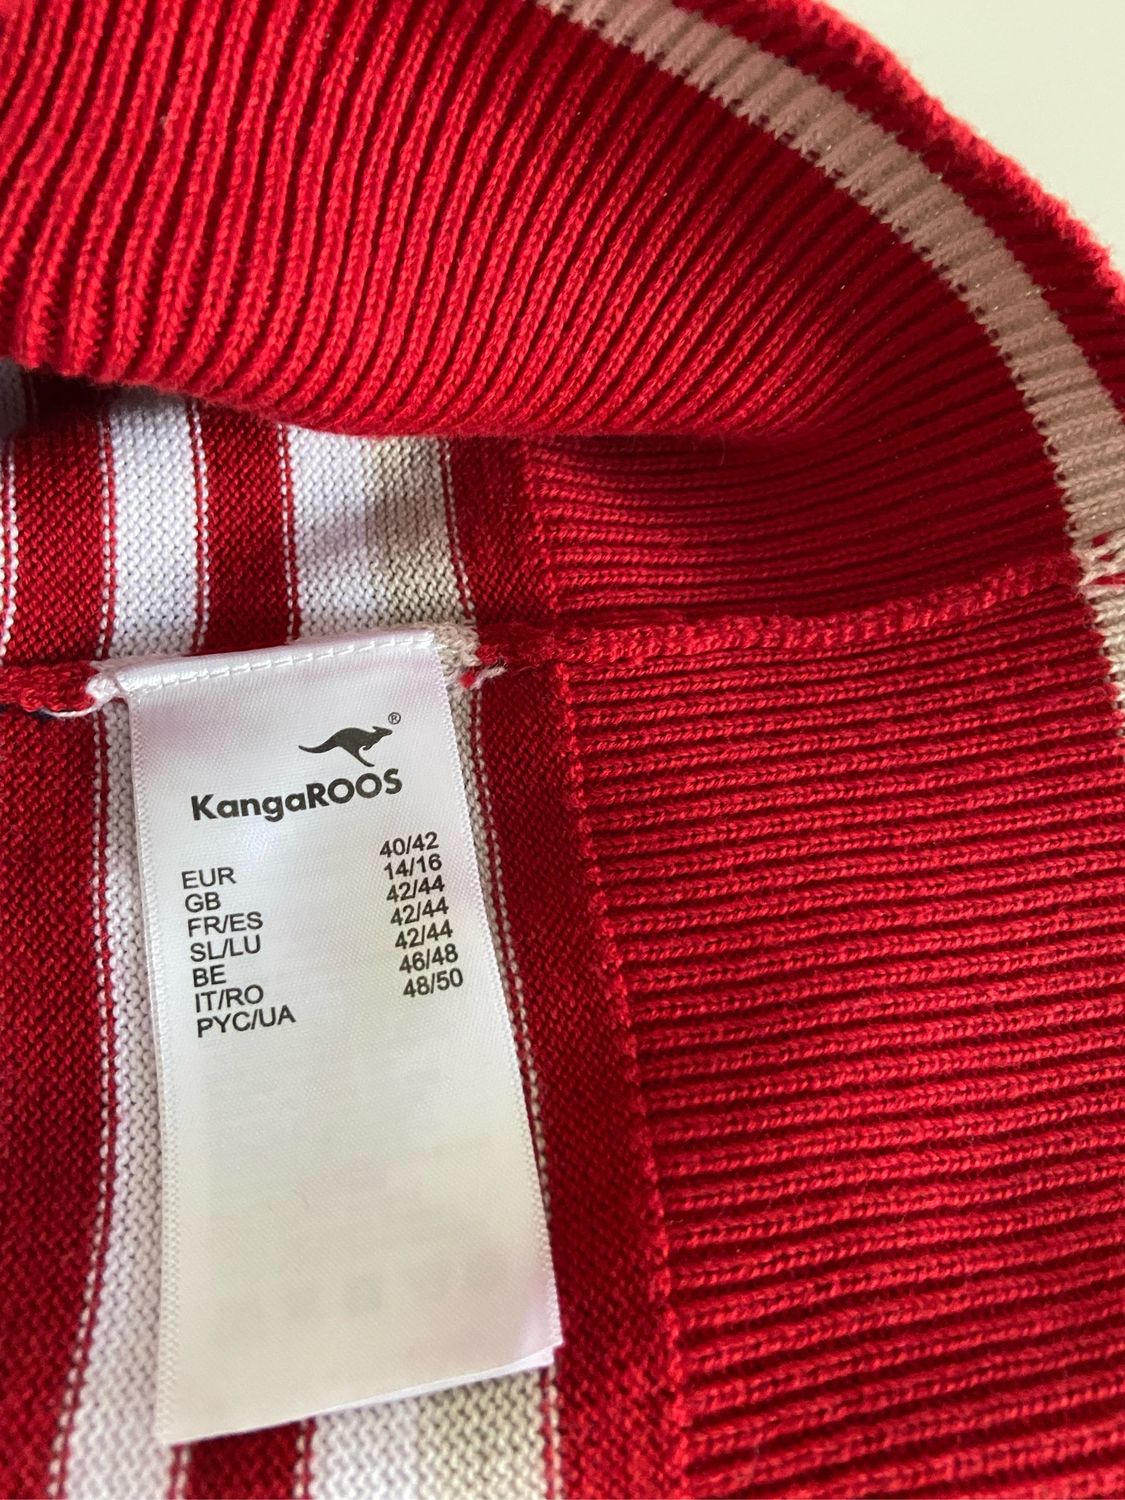 ®
KangaROOS
EUR 40/42
GB 14/16
FR/ES 42/44
SL/LU 42/44
BE 42/44
IT/RO 46/48
PYC/UA 48/50